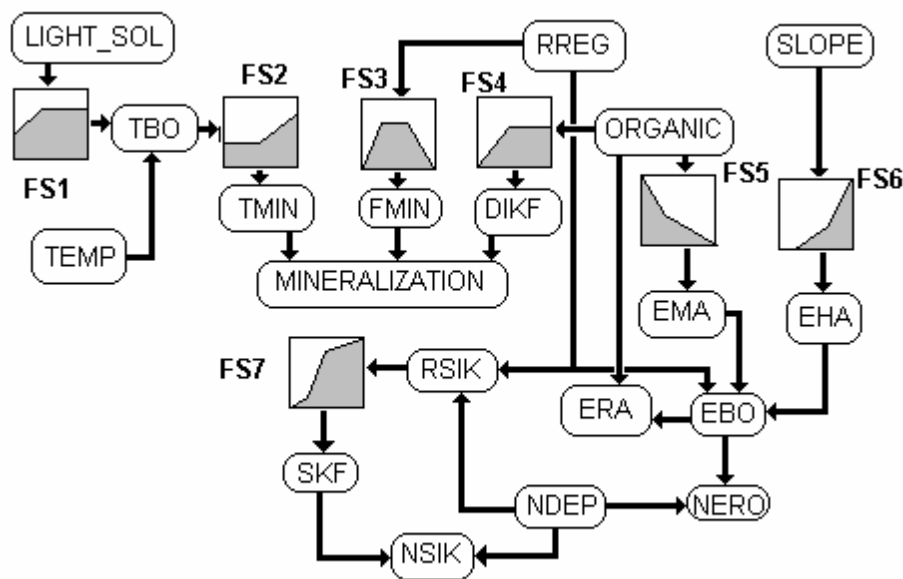 LIGHT_SOL
RREG
SLOPE
FS2
FS3
FS4
TBO
ORGANIC
FS1
FS5
FS6
TMIN
FMIN
DIKF
TEMP
MINERALIZATION
EMA
EHA
FS7
RSIK
ERA
EBO
SKF
NDEP
NERO
NSIK